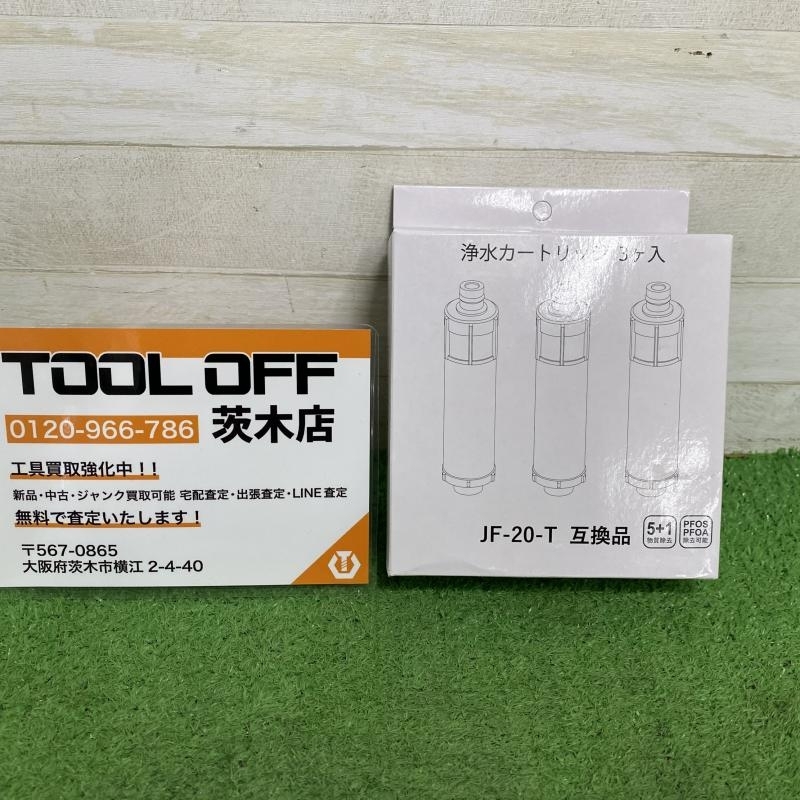 TOOL OFF
0120-966-786 茨木店
工具買取強化中！！
新品・中古・ジャンク買取可能 宅配査定・出張査定・LINE査定
無料で査定いたします！
〒567-0865
大阪府茨木市横江 2-4-40
浄水カートリッジ 3ヶ入
JF-20-T 互換品
5+1
物質除去
PFOS
PFOA
除去可能